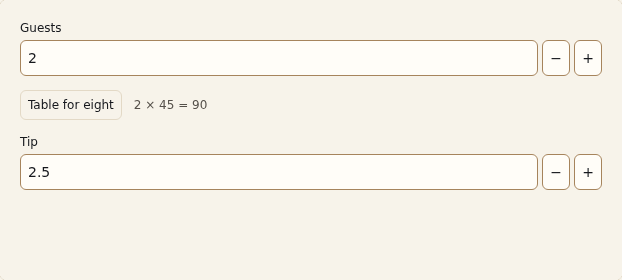 Guests
2 − +
Table for eight 2 × 45 = 90
Tip
2.5 − +